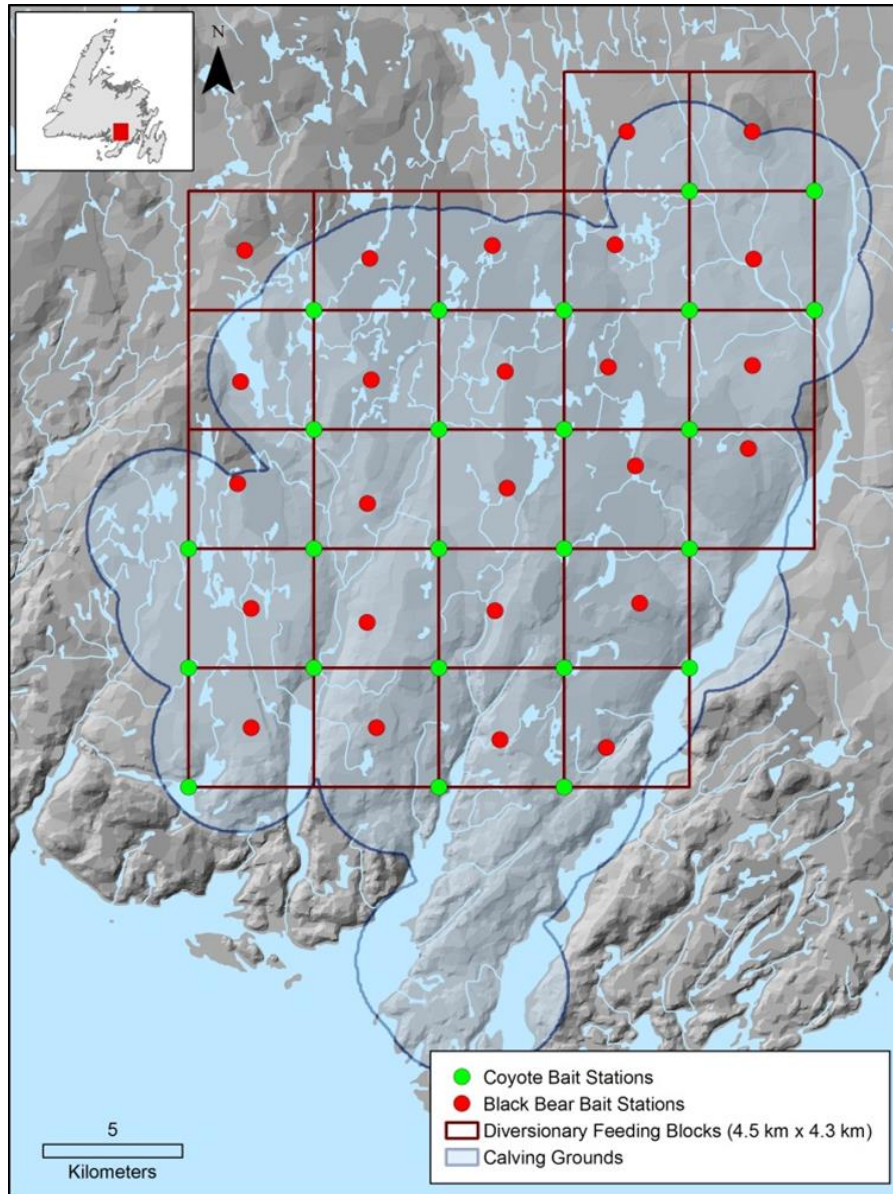 N
Coyote Bait Stations
Black Bear Bait Stations
Diversionary Feeding Blocks (4.5 km x 4.3 km)
Calving Grounds
5
Kilometers